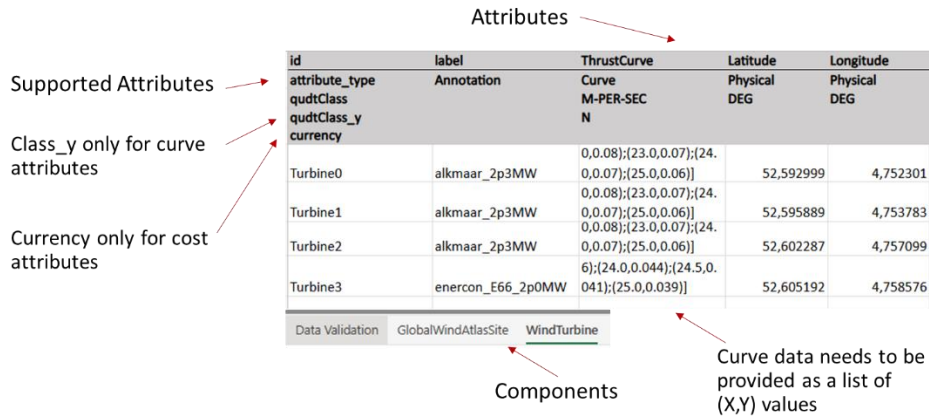 Attributes
id label ThrustCurve Latitude Longitude
Supported Attributes
attribute_type Annotation Curve Physical Physical
qudtClass M-PER-SEC DEG DEG
qudtClass_y N
currency
Class_y only for curve
attributes
Currency only for cost
attributes
0,0.08);(23.0,0.07);(24.
Turbine0 alkmaar_2p3MW 0,0.07);(25.0,0.06)] 52,592999 4,752301
0,0.08);(23.0,0.07);(24.
Turbine1 alkmaar_2p3MW 0,0.07);(25.0,0.06)] 52,595889 4,753783
0,0.08);(23.0,0.07);(24.
Turbine2 alkmaar_2p3MW 0,0.07);(25.0,0.06)] 52,602287 4,757099
6);(24.0,0.044);(24.5,0.
Turbine3 enercon_E66_2p0MW 041);(25.0,0.039)] 52,605192 4,758576
Data Validation GlobalWindAtlasSite WindTurbine
Components
Curve data needs to be
provided as a list of
(X,Y) values